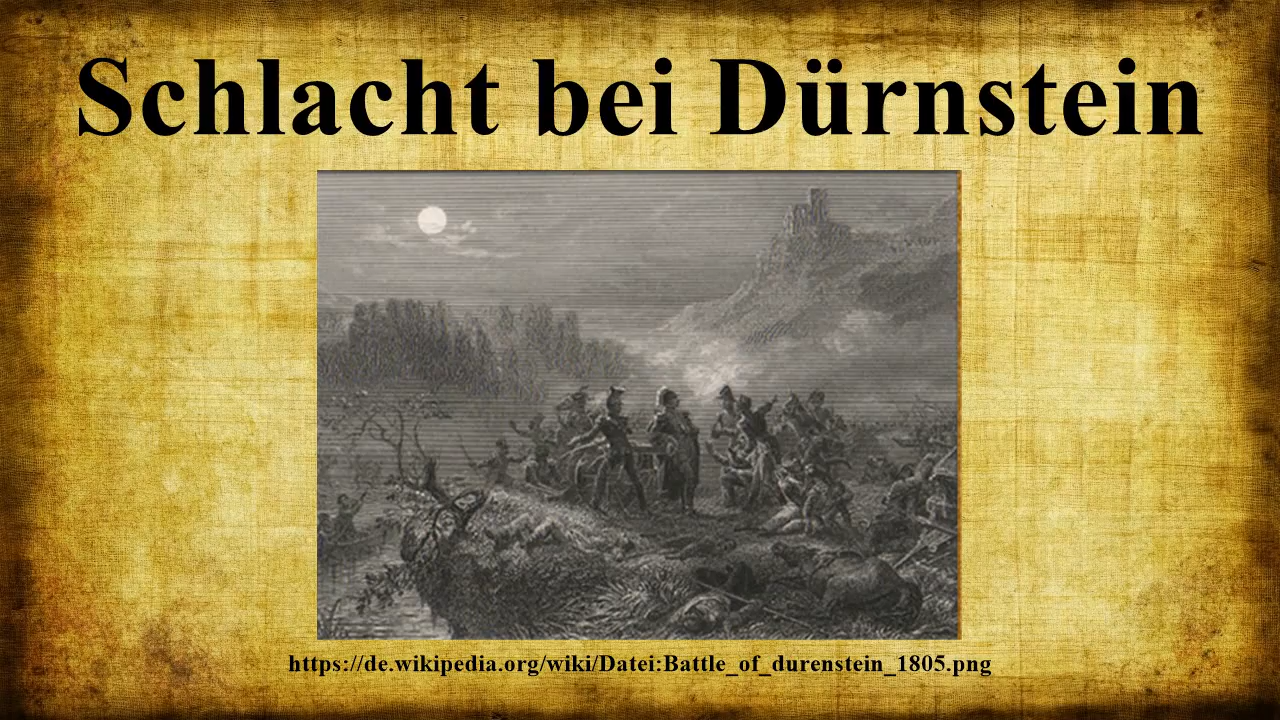 Schlacht bei Dürnstein
https://de.wikipedia.org/wiki/Datei:Battle_of_durenstein_1805.png